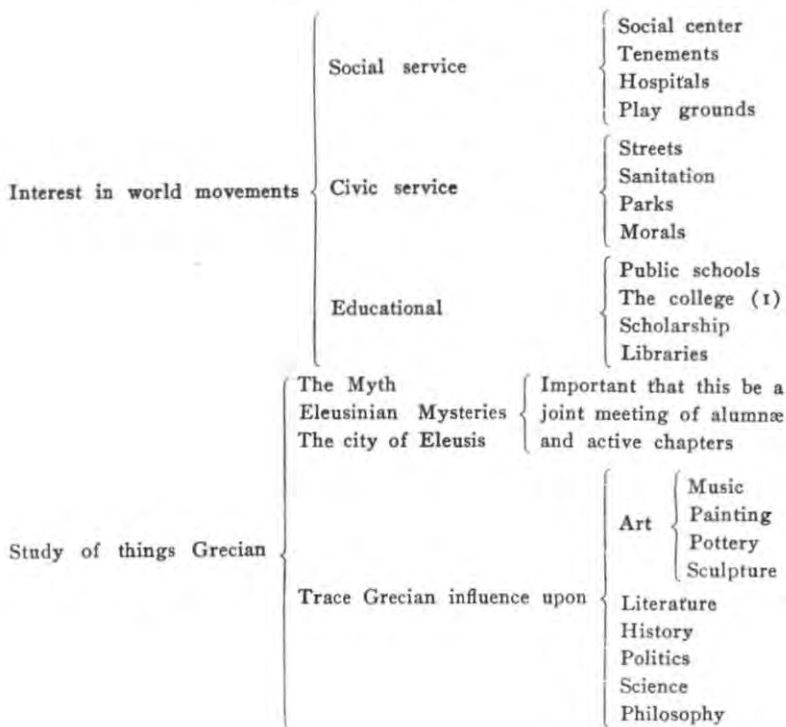 Social center
Social service
Tenements
Hospitals
Play grounds
Interest in world movements
Civic service
Streets
Sanitation
Parks
Morals
Educational
Public schools
The college (1)
Scholarship
Libraries
Study of things Grecian
The Myth
Eleusinian Mysteries
The city of Eleusis
Important that this be a
joint meeting of alumnæ
and active chapters
Trace Grecian influence upon
Art
Music
Painting
Pottery
Sculpture
Literature
History
Politics
Science
Philosophy